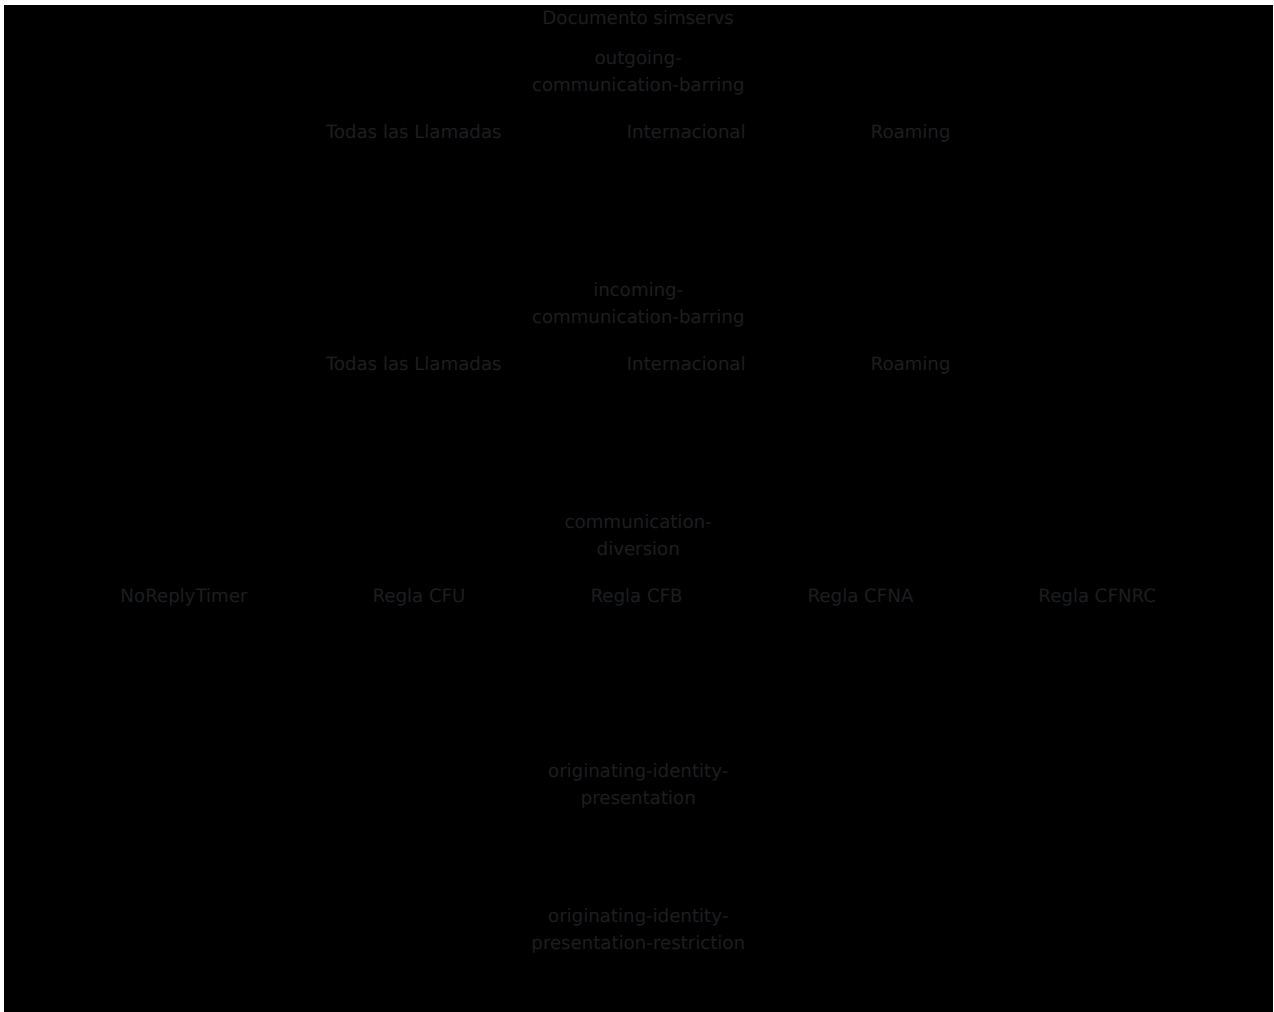 Documento simservs
outgoing-
communication-barring
Todas las Llamadas Internacional Roaming
incoming-
communication-barring
Todas las Llamadas Internacional Roaming
communication-
diversion
NoReplyTimer Regla CFU Regla CFB Regla CFNA Regla CFNRC
originating-identity-
presentation
originating-identity-
presentation-restriction